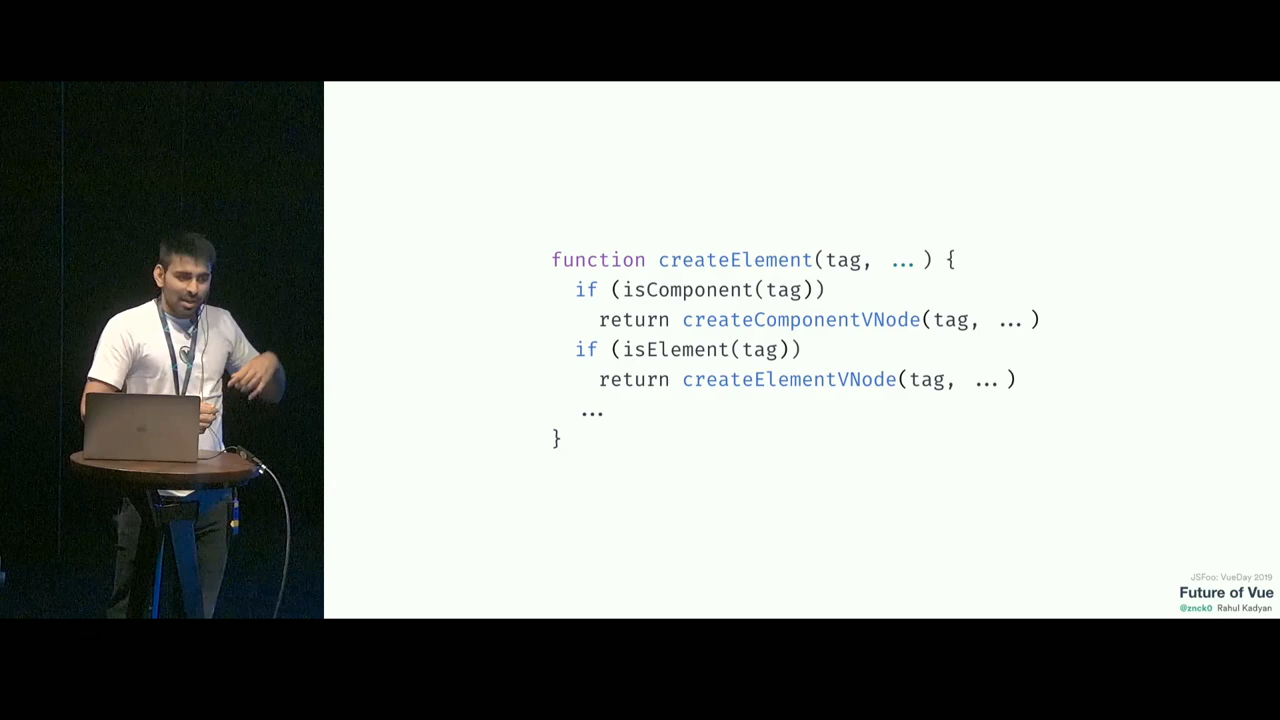 function createElement(tag, ... ) {
  if (isComponent(tag))
    return createComponentVNode(tag, ... )
  if (isElement(tag))
    return createElementVNode(tag, ... )
  ...
}
JSFoo: VueDay 2019
Future of Vue
@znck0 Rahul Kadyan